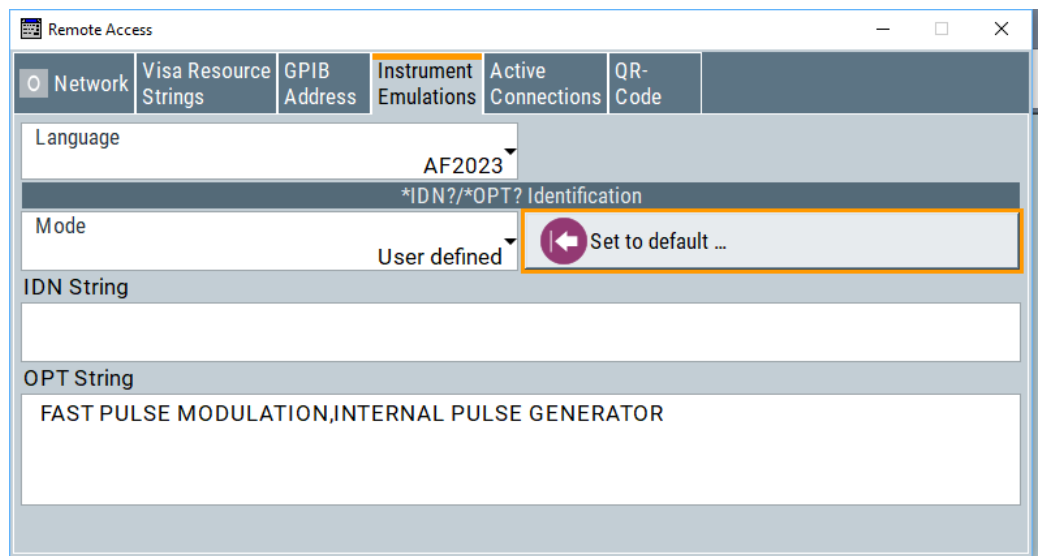 Remote Access
O Network
Visa Resource
Strings
GPIB
Address
Instrument
Emulations
Active
Connections
QR-
Code
Language
AF2023
*IDN?/*OPT? Identification
Mode
User defined
Set to default ...
IDN String
OPT String
FAST PULSE MODULATION,INTERNAL PULSE GENERATOR